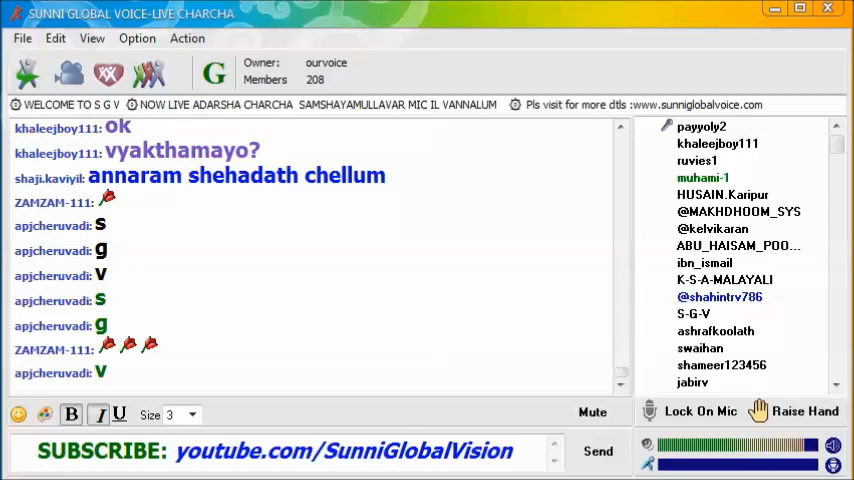 SUNNI GLOBAL VOICE-LIVE CHARCHA
File Edit View Option Action
G
Owner: ourvoice
Members 208
WELCOME TO S G V NOW LIVE ADARSHA CHARCHA SAMSHAYAMULLAVAR MIC IL VANNALUM Pls visit for more dtls :www.sunniglobalvoice.com
khaleejboy111: ok
khaleejboy111: vyakthamayo?
shaji.kaviyil: annaram shehadath chellum
ZAMZAM-111:
apjcheruvadi: s
apjcheruvadi: g
apjcheruvadi: v
apjcheruvadi: s
apjcheruvadi: g
ZAMZAM-111:
apjcheruvadi: v
payyoly2
khaleejboy111
ruvies1
muhami-1
HUSAIN.Karipur
@MAKHDHOOM_SYS
@kelvikaran
ABU_HAISAM_POO...
ibn_ismail
K-S-A-MALAYALI
@shahintrv786
S-G-V
ashrafkoolath
swaihan
shameer123456
jabirv
B I U Size 3 Mute
Lock On Mic Raise Hand
SUBSCRIBE: youtube.com/SunniGlobalVision Send